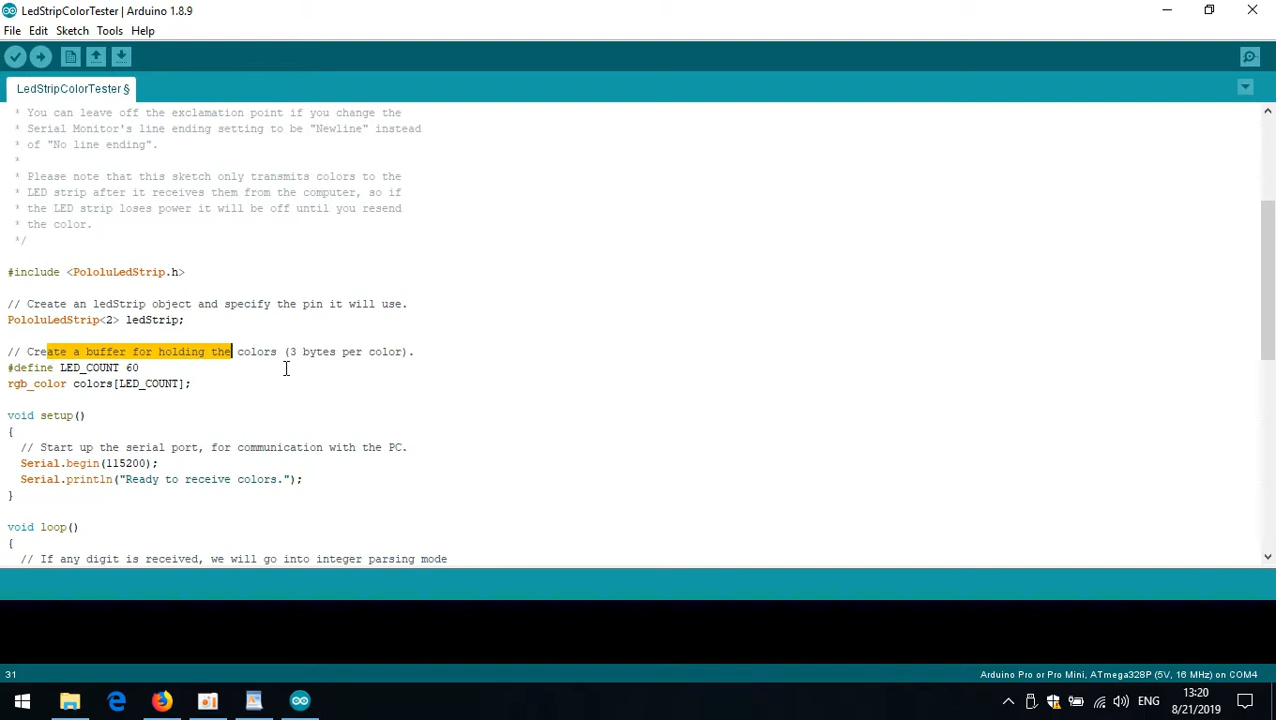 LedStripColorTester | Arduino 1.8.9
File Edit Sketch Tools Help
LedStripColorTester §
* You can leave off the exclamation point if you change the
* Serial Monitor's line ending setting to be "Newline" instead
* of "No line ending".
*
* Please note that this sketch only transmits colors to the
* LED strip after it receives them from the computer, so if
* the LED strip loses power it will be off until you resend
* the color.
*/
#include <PololuLedStrip.h>
// Create an ledStrip object and specify the pin it will use.
PololuLedStrip<2> ledStrip;
// Create a buffer for holding the colors (3 bytes per color).
#define LED_COUNT 60
rgb_color colors[LED_COUNT];
void setup()
{
// Start up the serial port, for communication with the PC.
Serial.begin(115200);
Serial.println("Ready to receive colors.");
}
void loop()
{
// If any digit is received, we will go into integer parsing mode
31
Arduino Pro or Pro Mini, ATmega328P (5V, 16 MHz) on COM4
ENG
13:20
8/21/2019